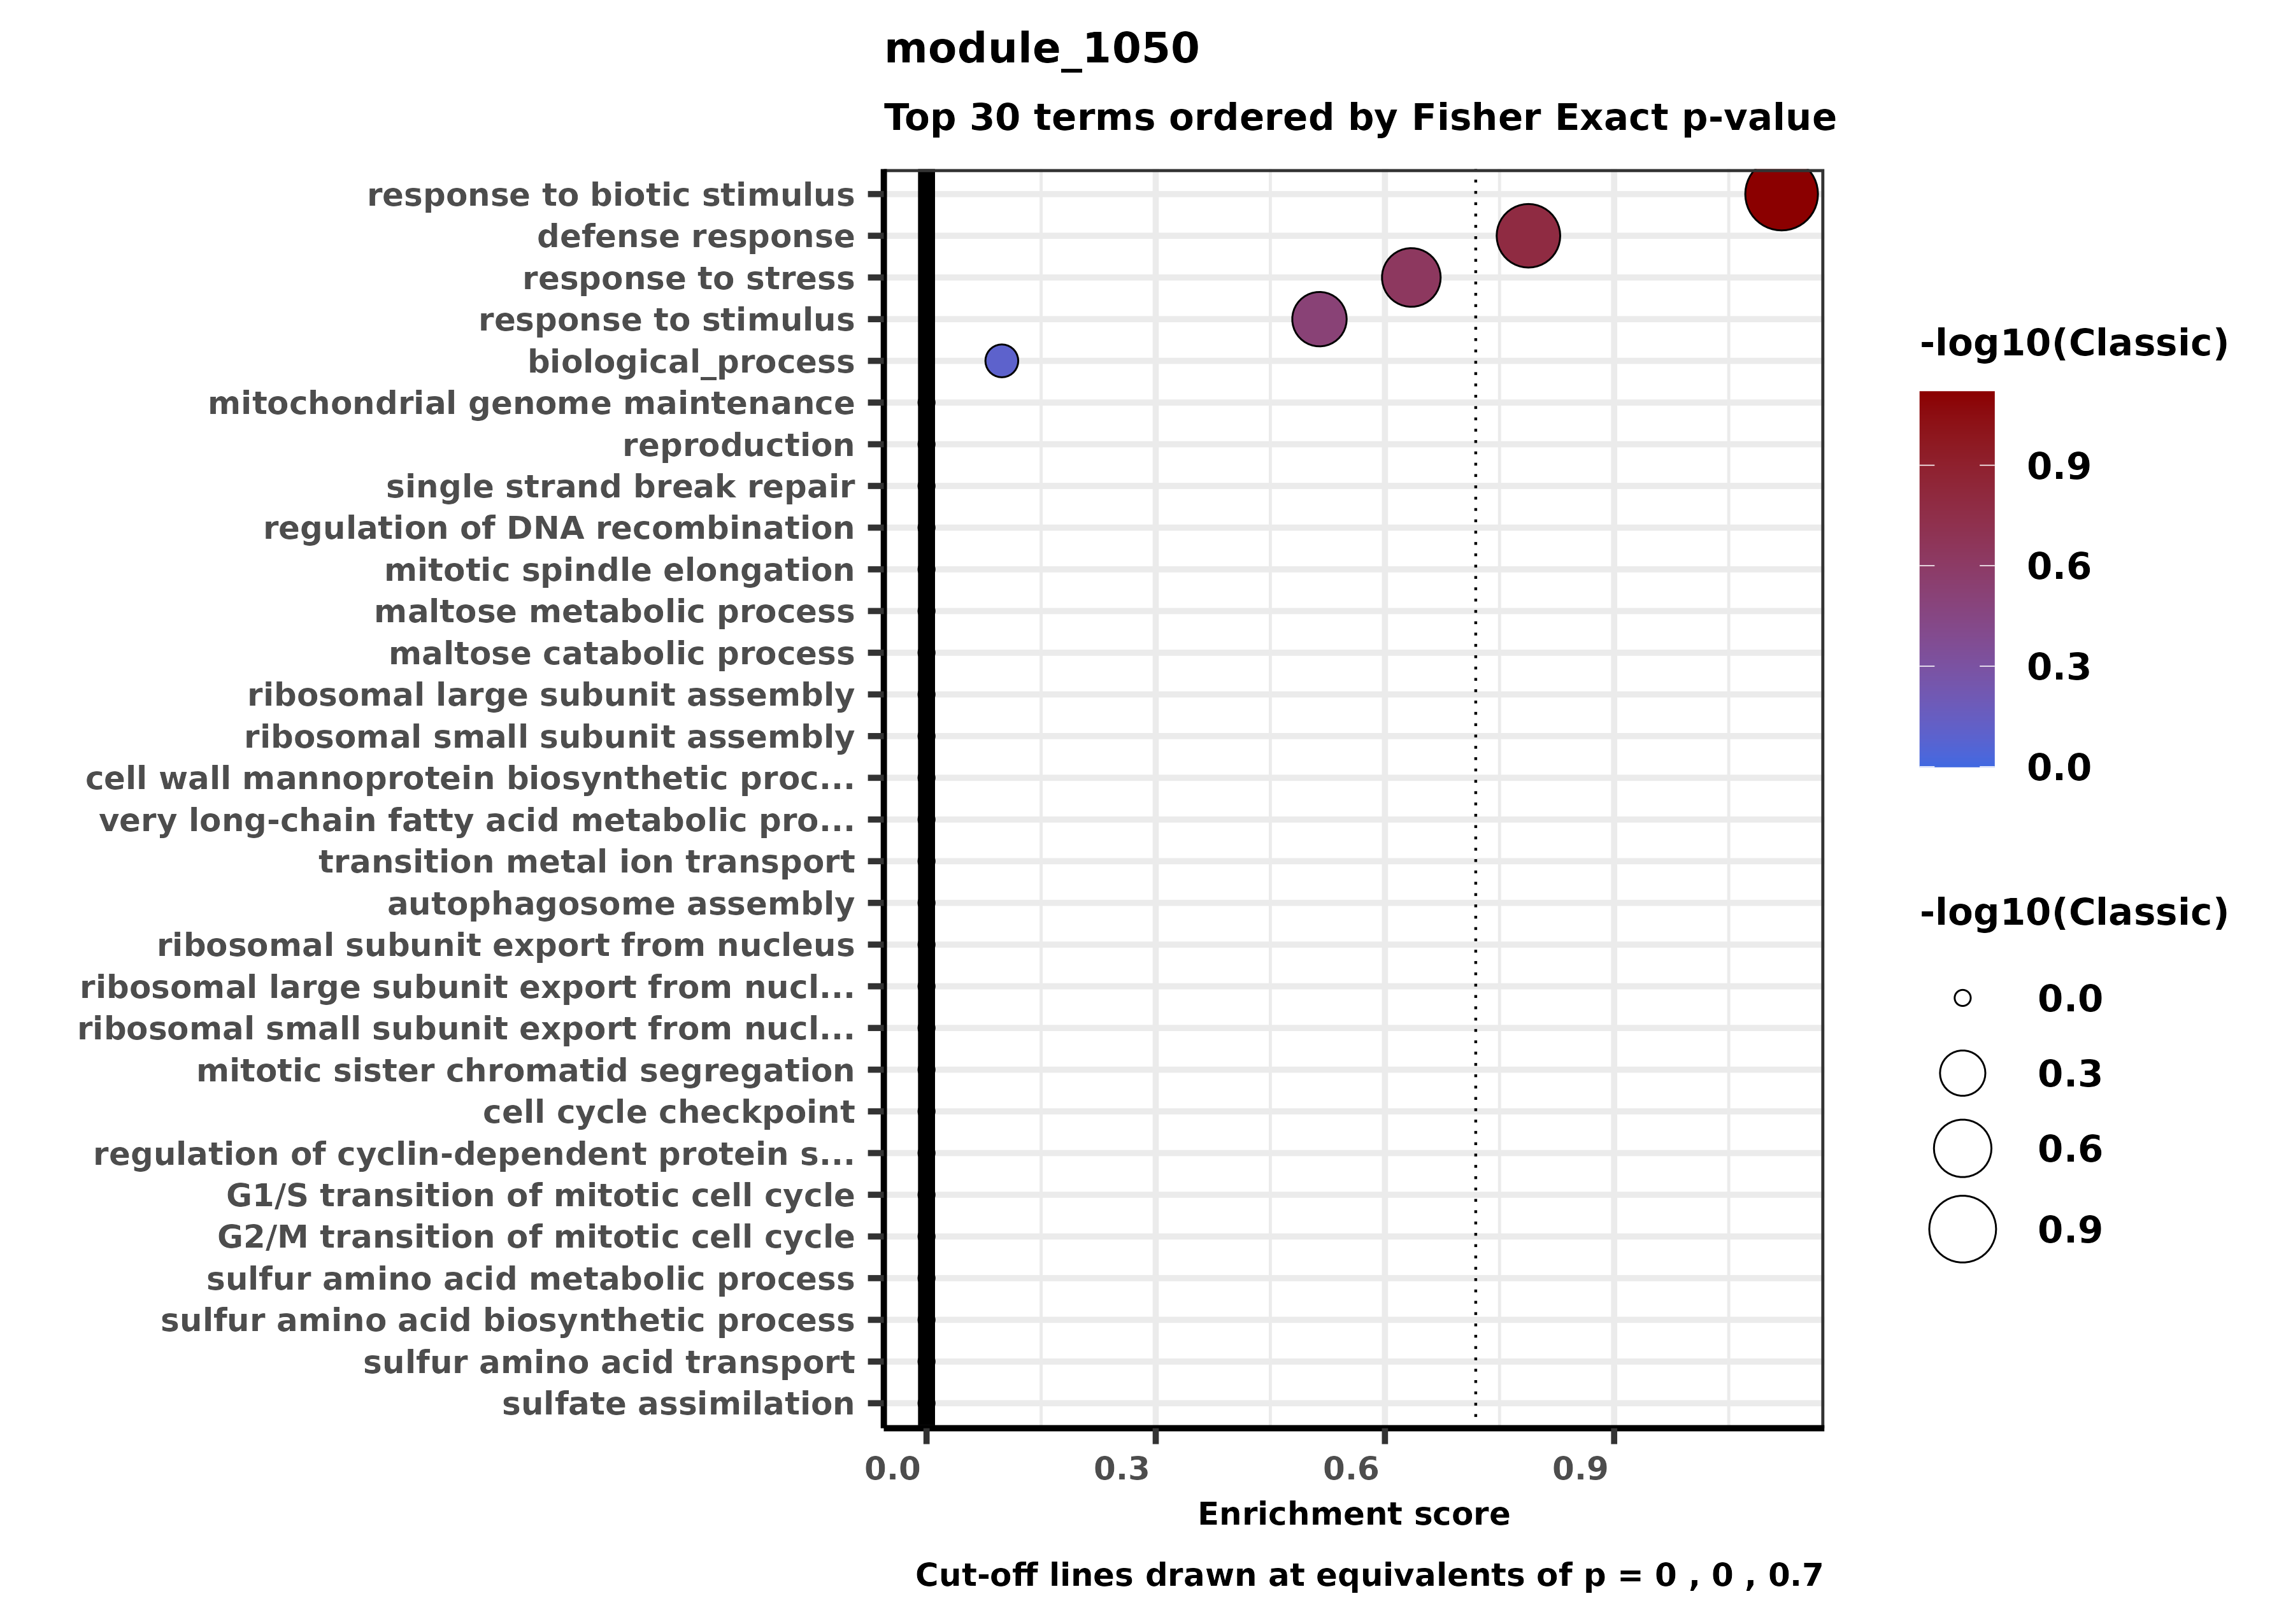 module_1050
Top 30 terms ordered by Fisher Exact p-value
response to biotic stimulus
defense response
response to stress
response to stimulus
biological_process
mitochondrial genome maintenance
reproduction
single strand break repair
regulation of DNA recombination
mitotic spindle elongation
maltose metabolic process
maltose catabolic process
ribosomal large subunit assembly
ribosomal small subunit assembly
cell wall mannoprotein biosynthetic proc...
very long-chain fatty acid metabolic pro...
transition metal ion transport
autophagosome assembly
ribosomal subunit export from nucleus
ribosomal large subunit export from nucl...
ribosomal small subunit export from nucl...
mitotic sister chromatid segregation
cell cycle checkpoint
regulation of cyclin-dependent protein s...
G1/S transition of mitotic cell cycle
G2/M transition of mitotic cell cycle
sulfur amino acid metabolic process
sulfur amino acid biosynthetic process
sulfur amino acid transport
sulfate assimilation
0.0 0.3 0.6 0.9
Enrichment score
Cut-off lines drawn at equivalents of p = 0 , 0 , 0.7
-log10(Classic)
0.9
0.6
0.3
0.0
-log10(Classic)
0.0
0.3
0.6
0.9